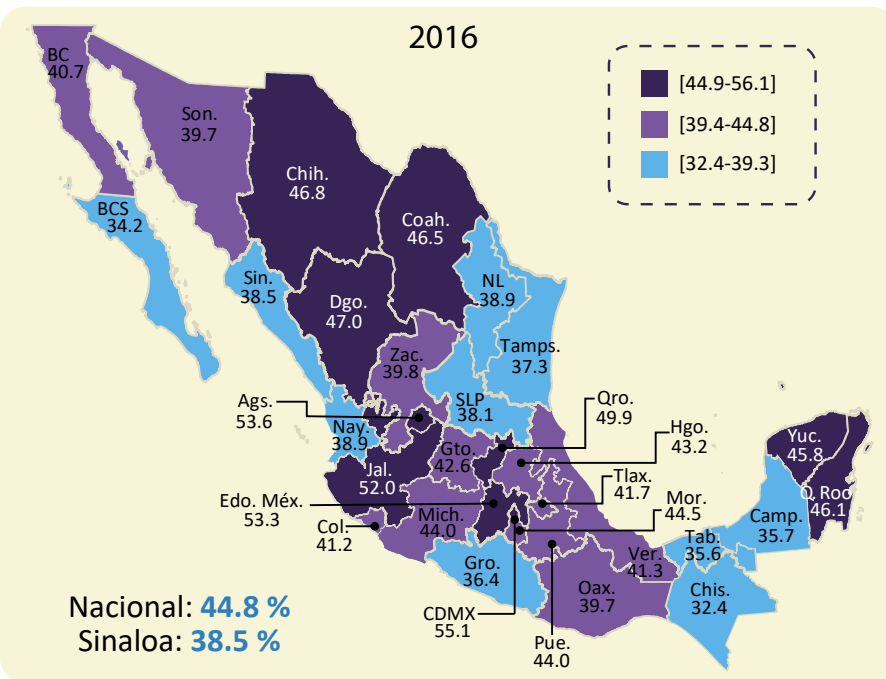 2016
[44.9-56.1]
[39.4-44.8]
[32.4-39.3]
BC
40.7
Son.
39.7
Chih.
46.8
Coah.
46.5
BCS
34.2
Sin.
38.5
NL
38.9
Dgo.
47.0
Tamps.
37.3
Zac.
39.8
Ags.
53.6
SLP
38.1
Qro.
49.9
Nay.
38.9
Hgo.
43.2
Gto.
42.6
Yuc.
45.8
Jal.
52.0
Tlax.
41.7
Q. Roo
46.1
Edo. Méx.
53.3
Mor.
44.5
Mich.
44.0
Col.
41.2
Camp.
35.7
Tab.
35.6
Ver.
41.3
Gro.
36.4
Oax.
39.7
Chis.
32.4
CDMX
55.1
Pue.
44.0
Nacional: 44.8 %
Sinaloa: 38.5 %